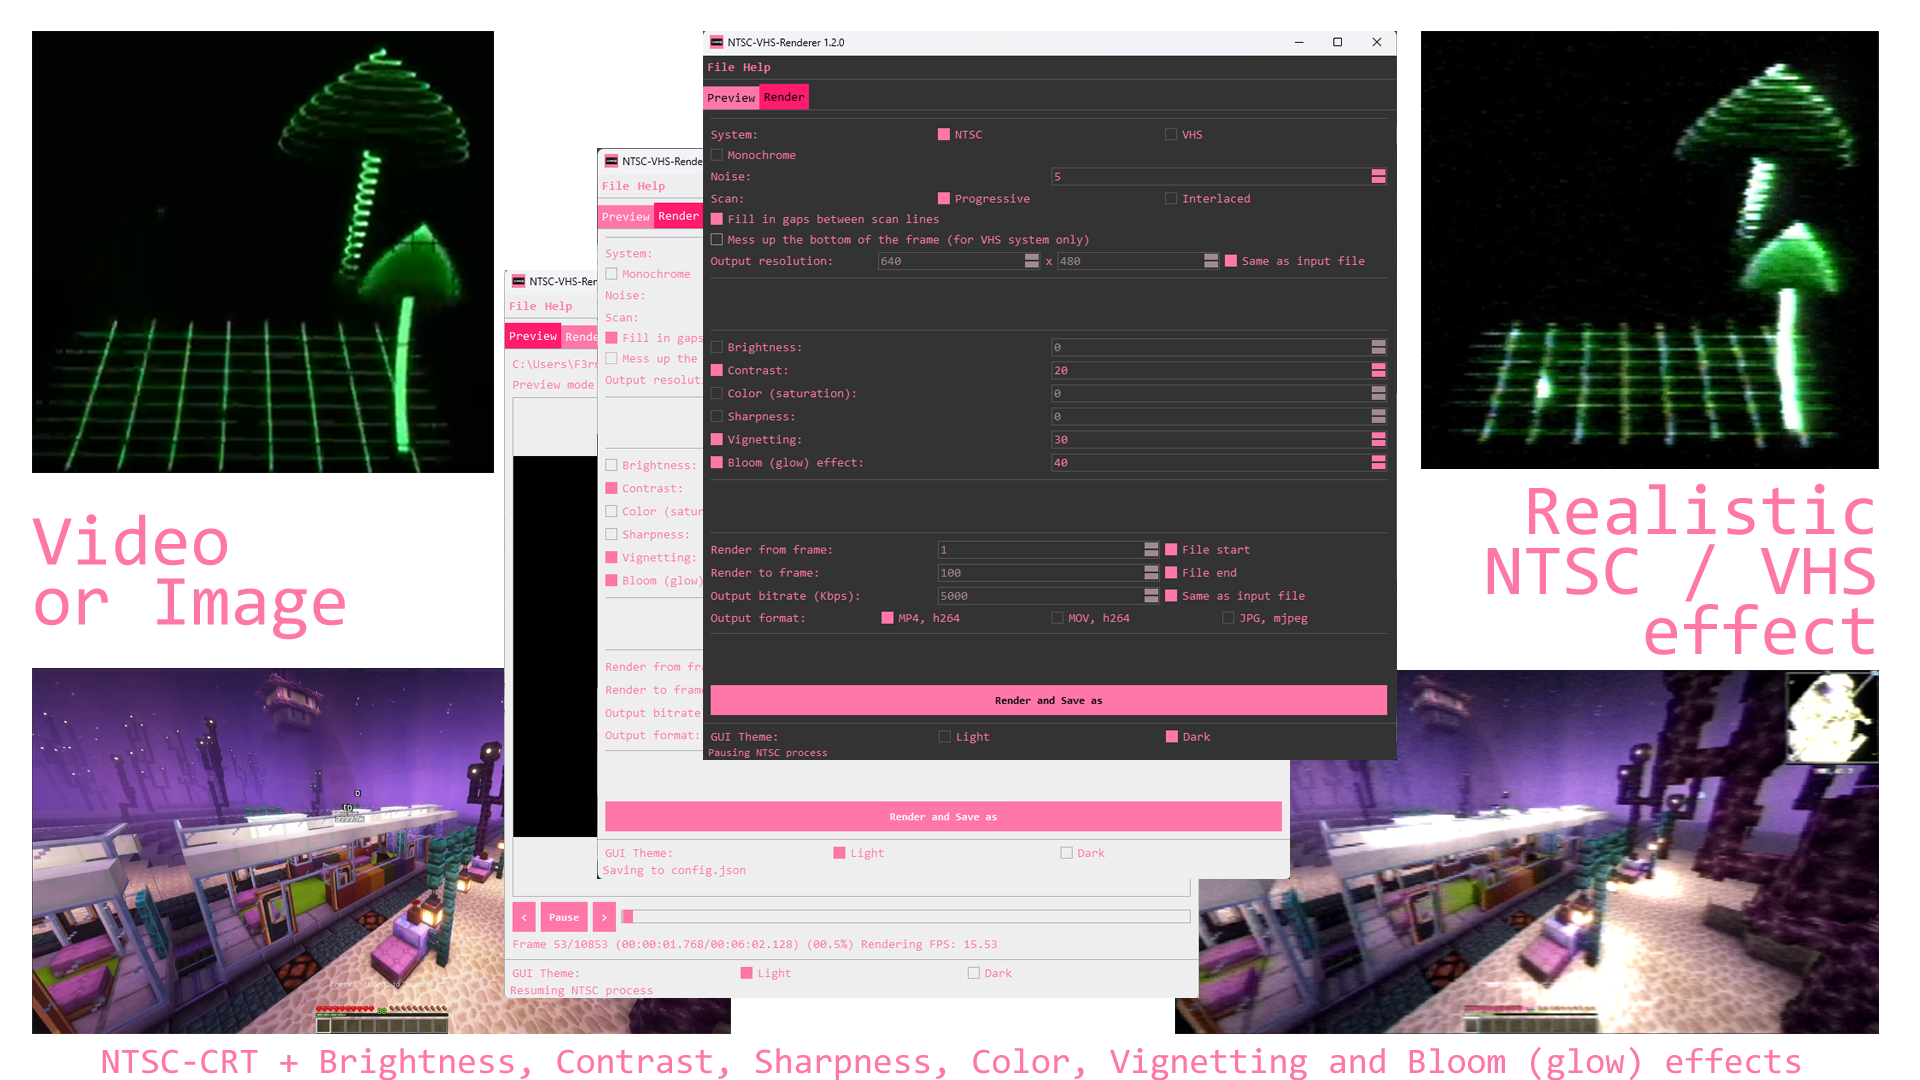 NTSC-VHS-Renderer 1.2.0
File Help
Preview Render
System: NTSC VHS
Monochrome
Noise: 5
Scan: Progressive Interlaced
Fill in gaps between scan lines
Mess up the bottom of the frame (for VHS system only)
Output resolution: 640 x 480 Same as input file
Brightness: 0
Contrast: 20
Color (saturation): 0
Sharpness: 0
Vignetting: 30
Bloom (glow) effect: 40
Render from frame: 1 File start
Render to frame: 100 File end
Output bitrate (Kbps): 5000 Same as input file
Output format: MP4, h264 MOV, h264 JPG, mjpeg
Render and Save as
GUI Theme: Light Dark
Pausing NTSC process
NTSC-VHS-Rende
File Help
Preview Render
System:
Monochrome
Noise:
Scan:
Fill in gaps
Mess up the
Output resolut
Brightness:
Contrast:
Color (satur
Sharpness:
Vignetting:
Bloom (glow)
Render from fra
Render to frame
Output bitrate
Output format:
Render and Save as
GUI Theme: Light Dark
Saving to config.json
NTSC-VHS-Ren
File Help
Preview Rende
C:\Users\F3rn
Preview mode
< Pause >
Frame 53/10853 (00:00:01.768/00:06:02.128) (00.5%) Rendering FPS: 15.53
GUI Theme: Light Dark
Resuming NTSC process
Video
or Image
Realistic
NTSC / VHS
effect
NTSC-CRT + Brightness, Contrast, Sharpness, Color, Vignetting and Bloom (glow) effects